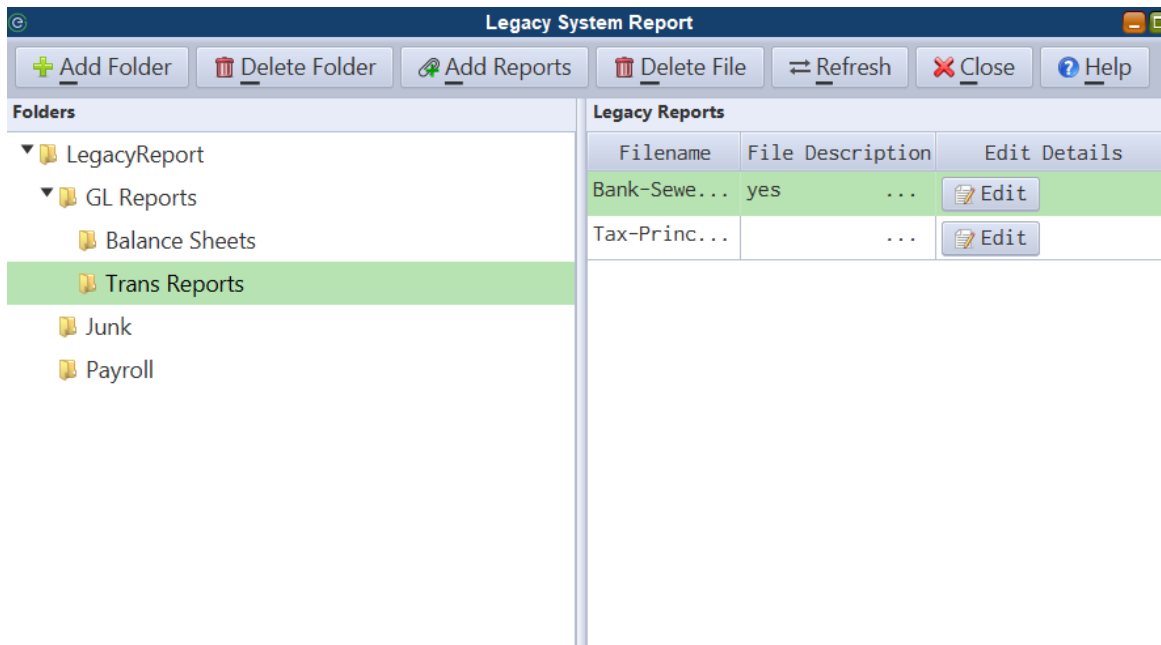 Legacy System Report
Add Folder Delete Folder Add Reports Delete File Refresh Close Help
Folders
LegacyReport
GL Reports
Balance Sheets
Trans Reports
Junk
Payroll
Legacy Reports
Filename File Description Edit Details
Bank-Sewe... yes ... Edit
Tax-Princ... ... Edit